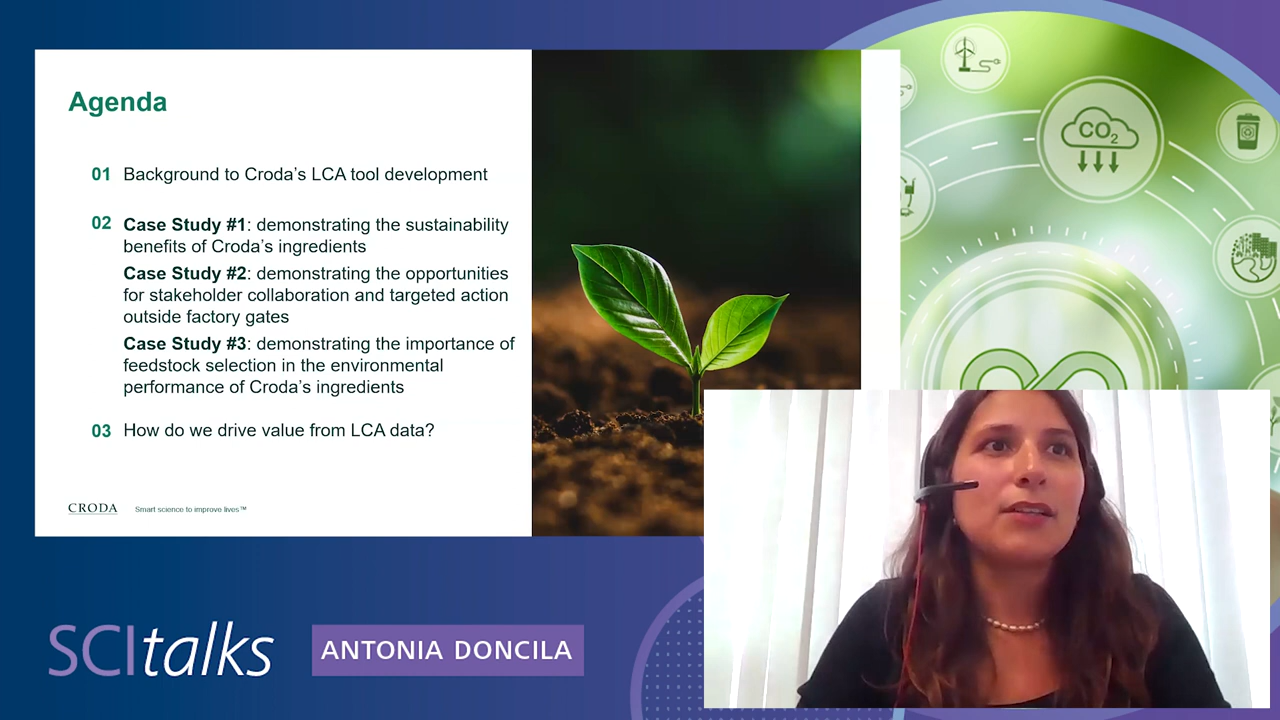 Agenda
01 Background to Croda's LCA tool development
02 Case Study #1: demonstrating the sustainability
benefits of Croda's ingredients
Case Study #2: demonstrating the opportunities
for stakeholder collaboration and targeted action
outside factory gates
Case Study #3: demonstrating the importance of
feedstock selection in the environmental
performance of Croda's ingredients
03 How do we drive value from LCA data?
CRODA Smart science to improve lives™
CO₂
SCItalks
ANTONIA DONCILA